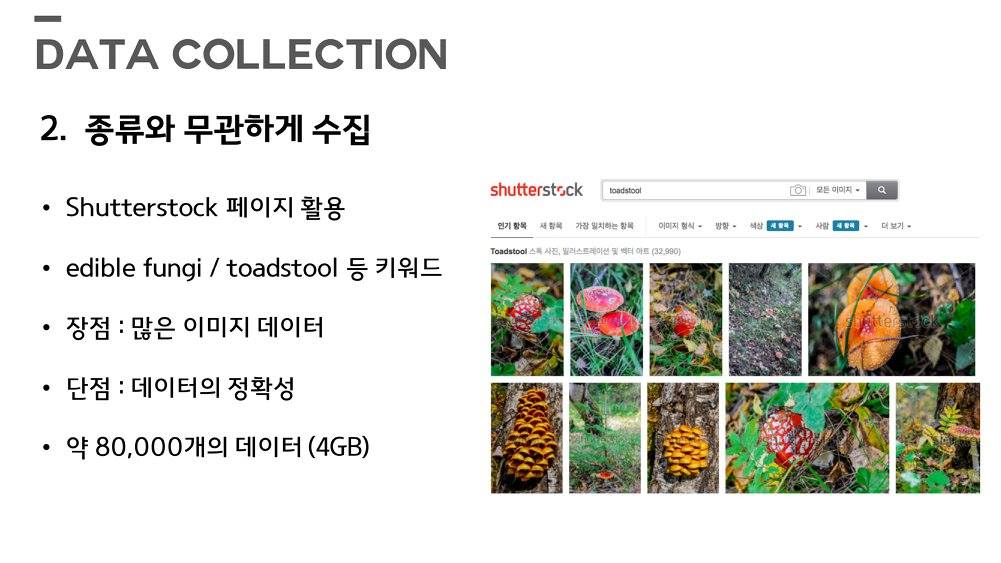 DATA COLLECTION
2. 종류와 무관하게 수집
• Shutterstock 페이지 활용
• edible fungi / toadstool 등 키워드
• 장점 : 많은 이미지 데이터
• 단점 : 데이터의 정확성
• 약 80,000개의 데이터 (4GB)
shutterstock toadstool 모든 이미지
인기 항목 새 항목 가장 일치하는 항목 이미지 형식 방향 색상 새 항목 사람 새 항목 더 보기
Toadstool 스톡 사진, 일러스트레이션 및 벡터 아트 (32,990)
shutterstock